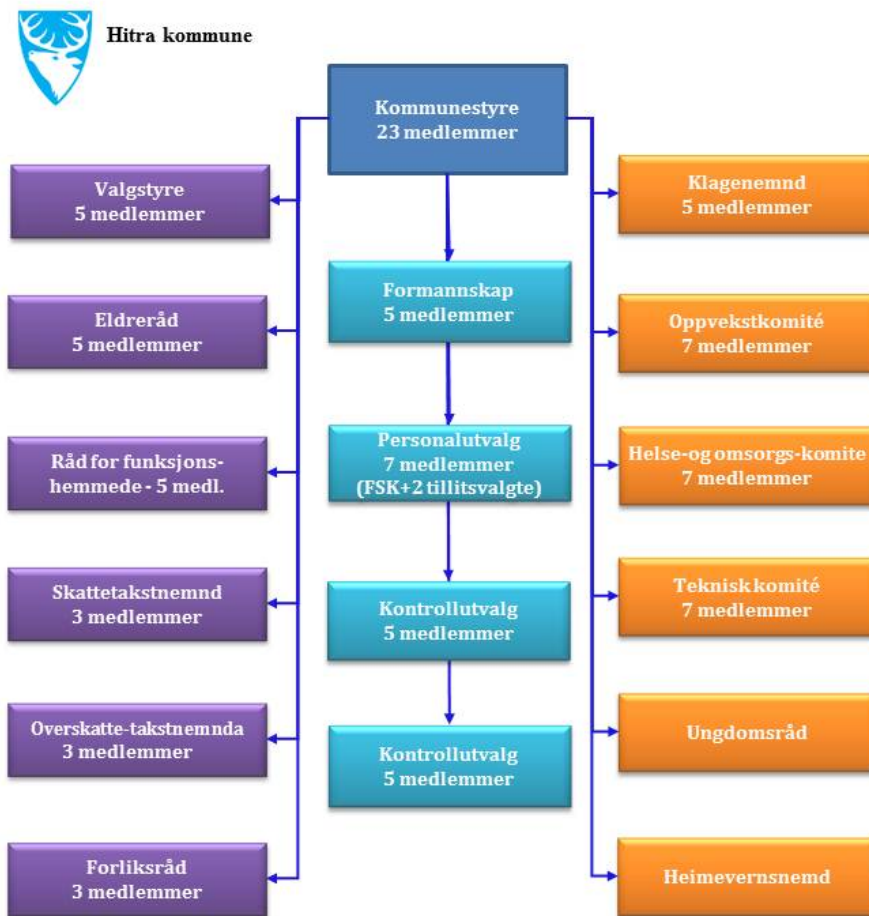 Hitra kommune
Kommunestyre
23 medlemmer
Valgstyre
5 medlemmer
Eldreråd
5 medlemmer
Råd for funksjons-
hemmede - 5 medl.
Skattetakstnemnd
3 medlemmer
Overskatte-takstnemnda
3 medlemmer
Forliksråd
3 medlemmer
Formannskap
5 medlemmer
Personalutvalg
7 medlemmer
(FSK+2 tillitsvalgte)
Kontrollutvalg
5 medlemmer
Kontrollutvalg
5 medlemmer
Klagenemnd
5 medlemmer
Oppvekstkomité
7 medlemmer
Helse-og omsorgs-komite
7 medlemmer
Teknisk komité
7 medlemmer
Ungdomsråd
Heimevernsnemd